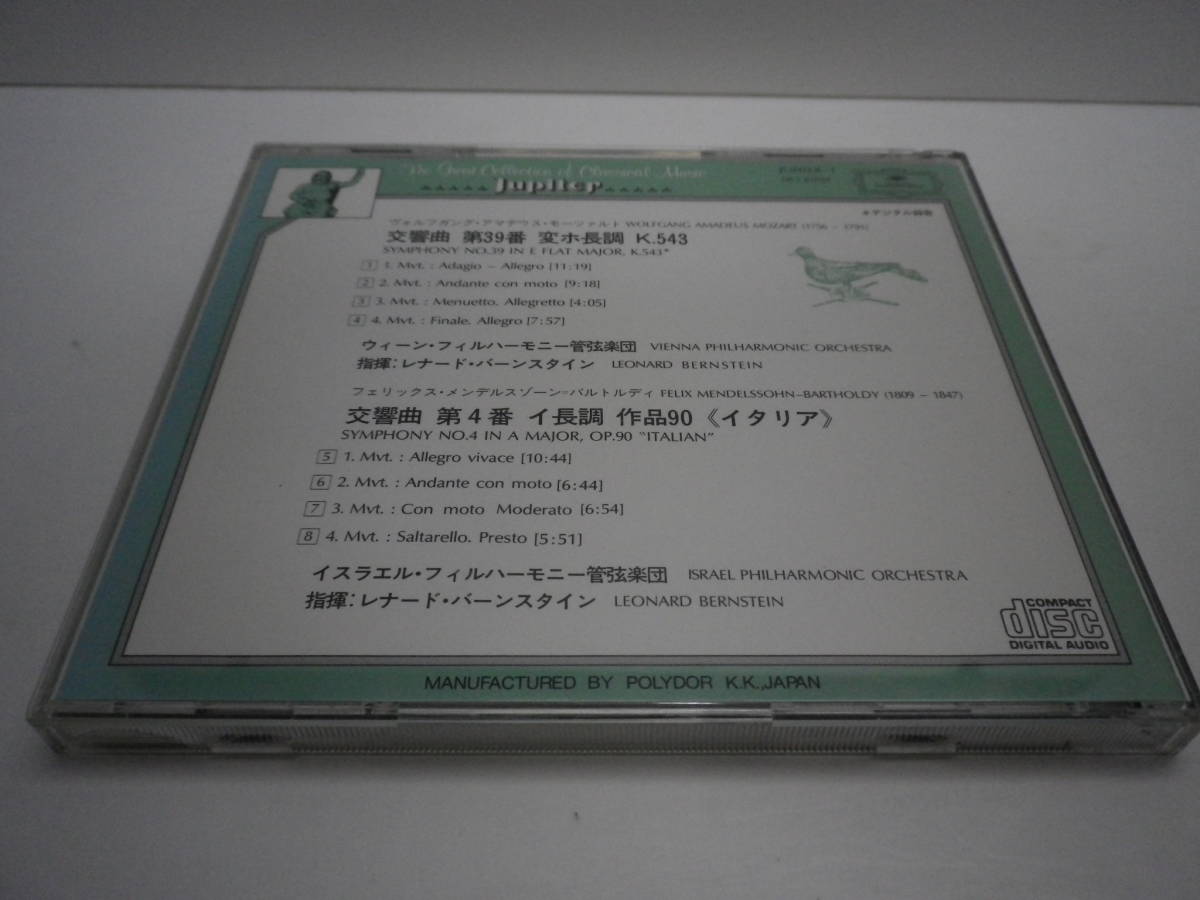 The Great Collection of Classical Music
Jupiter
＊デジタル録音
ヴォルフガング・アマデウス・モーツァルト WOLFGANG AMADEUS MOZART (1756 – 1791)
交響曲 第39番 変ホ長調 K.543
SYMPHONY NO.39 IN E FLAT MAJOR, K.543*
1 1. Mvt. : Adagio – Allegro [11:19]
2 2. Mvt. : Andante con moto [9:18]
3 3. Mvt. : Menuetto. Allegretto [4:05]
4 4. Mvt. : Finale. Allegro [7:57]
ウィーン・フィルハーモニー管弦楽団 VIENNA PHILHARMONIC ORCHESTRA
指揮:レナード・バーンスタイン LEONARD BERNSTEIN
フェリックス・メンデルスゾーン=バルトルディ FELIX MENDELSSOHN–BARTHOLDY (1809 – 1847)
交響曲 第4番 イ長調 作品90《イタリア》
SYMPHONY NO.4 IN A MAJOR, OP.90 "ITALIAN"
5 1. Mvt. : Allegro vivace [10:44]
6 2. Mvt. : Andante con moto [6:44]
7 3. Mvt. : Con moto Moderato [6:54]
8 4. Mvt. : Saltarello. Presto [5:51]
イスラエル・フィルハーモニー管弦楽団 ISRAEL PHILHARMONIC ORCHESTRA
指揮:レナード・バーンスタイン LEONARD BERNSTEIN
COMPACT
disc
DIGITAL AUDIO
MANUFACTURED BY POLYDOR K.K.,JAPAN